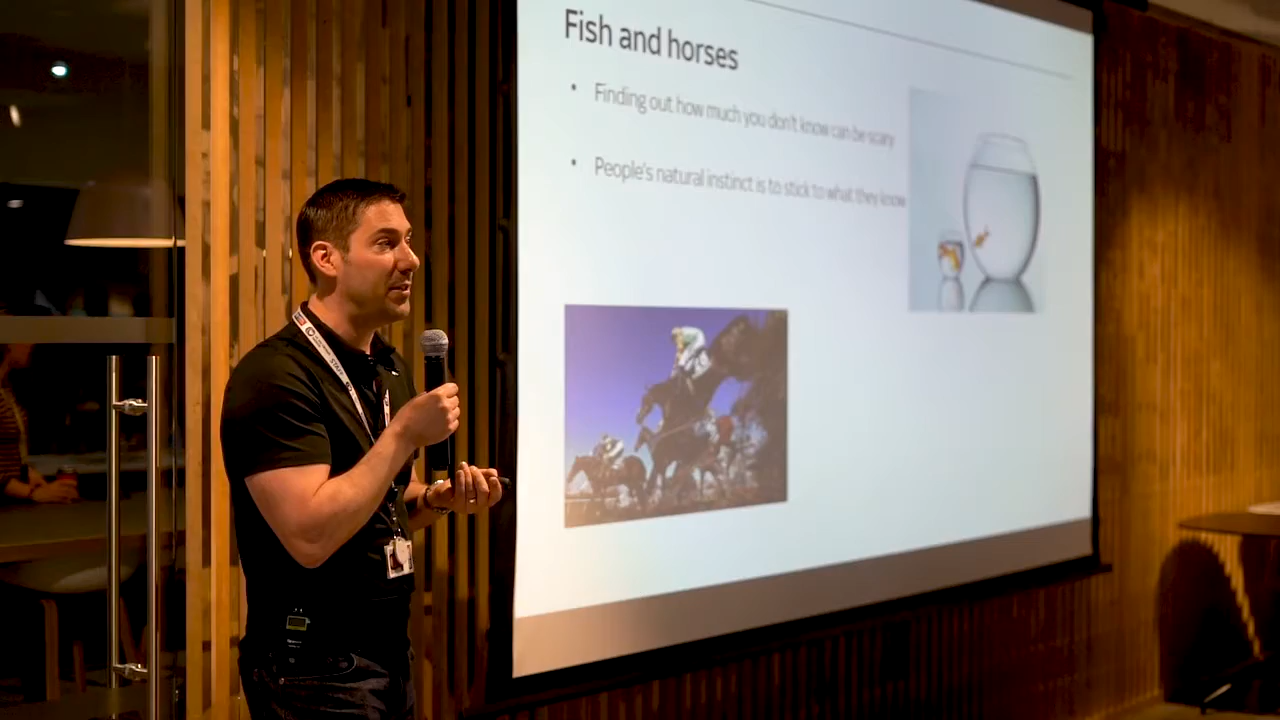 Fish and horses
• Finding out how much you don't know can be scary
• People's natural instinct is to stick to what they know
STAFF